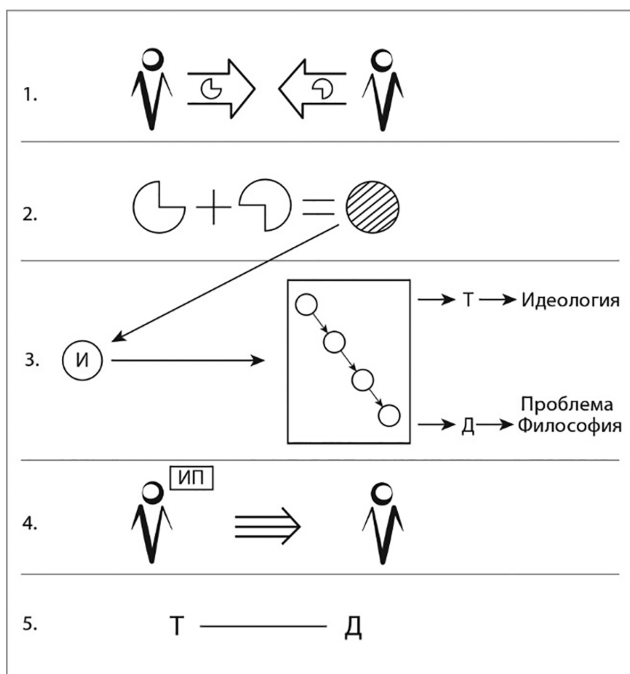 1.
2.
3.
И
Т
Идеология
Проблема
Д
Философия
4.
ИП
5.
Т
Д